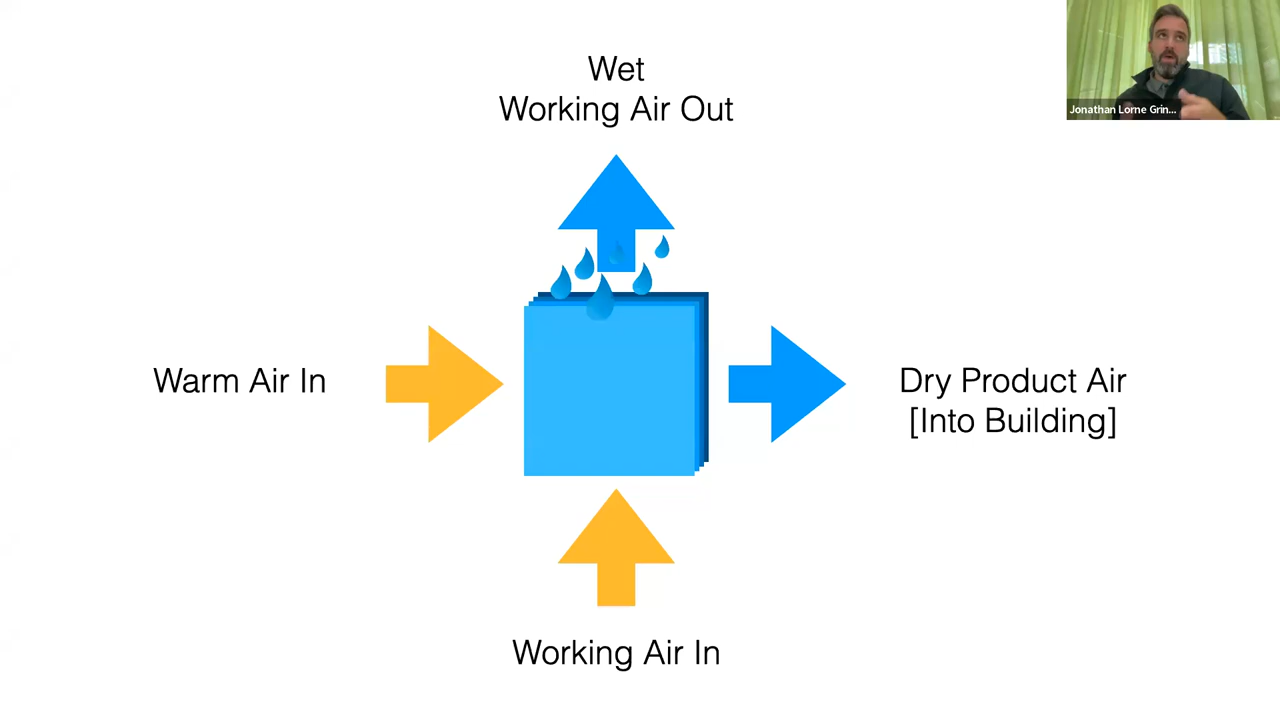 Wet
Working Air Out
Jonathan Lorne Grin...
Warm Air In
Dry Product Air
[Into Building]
Working Air In